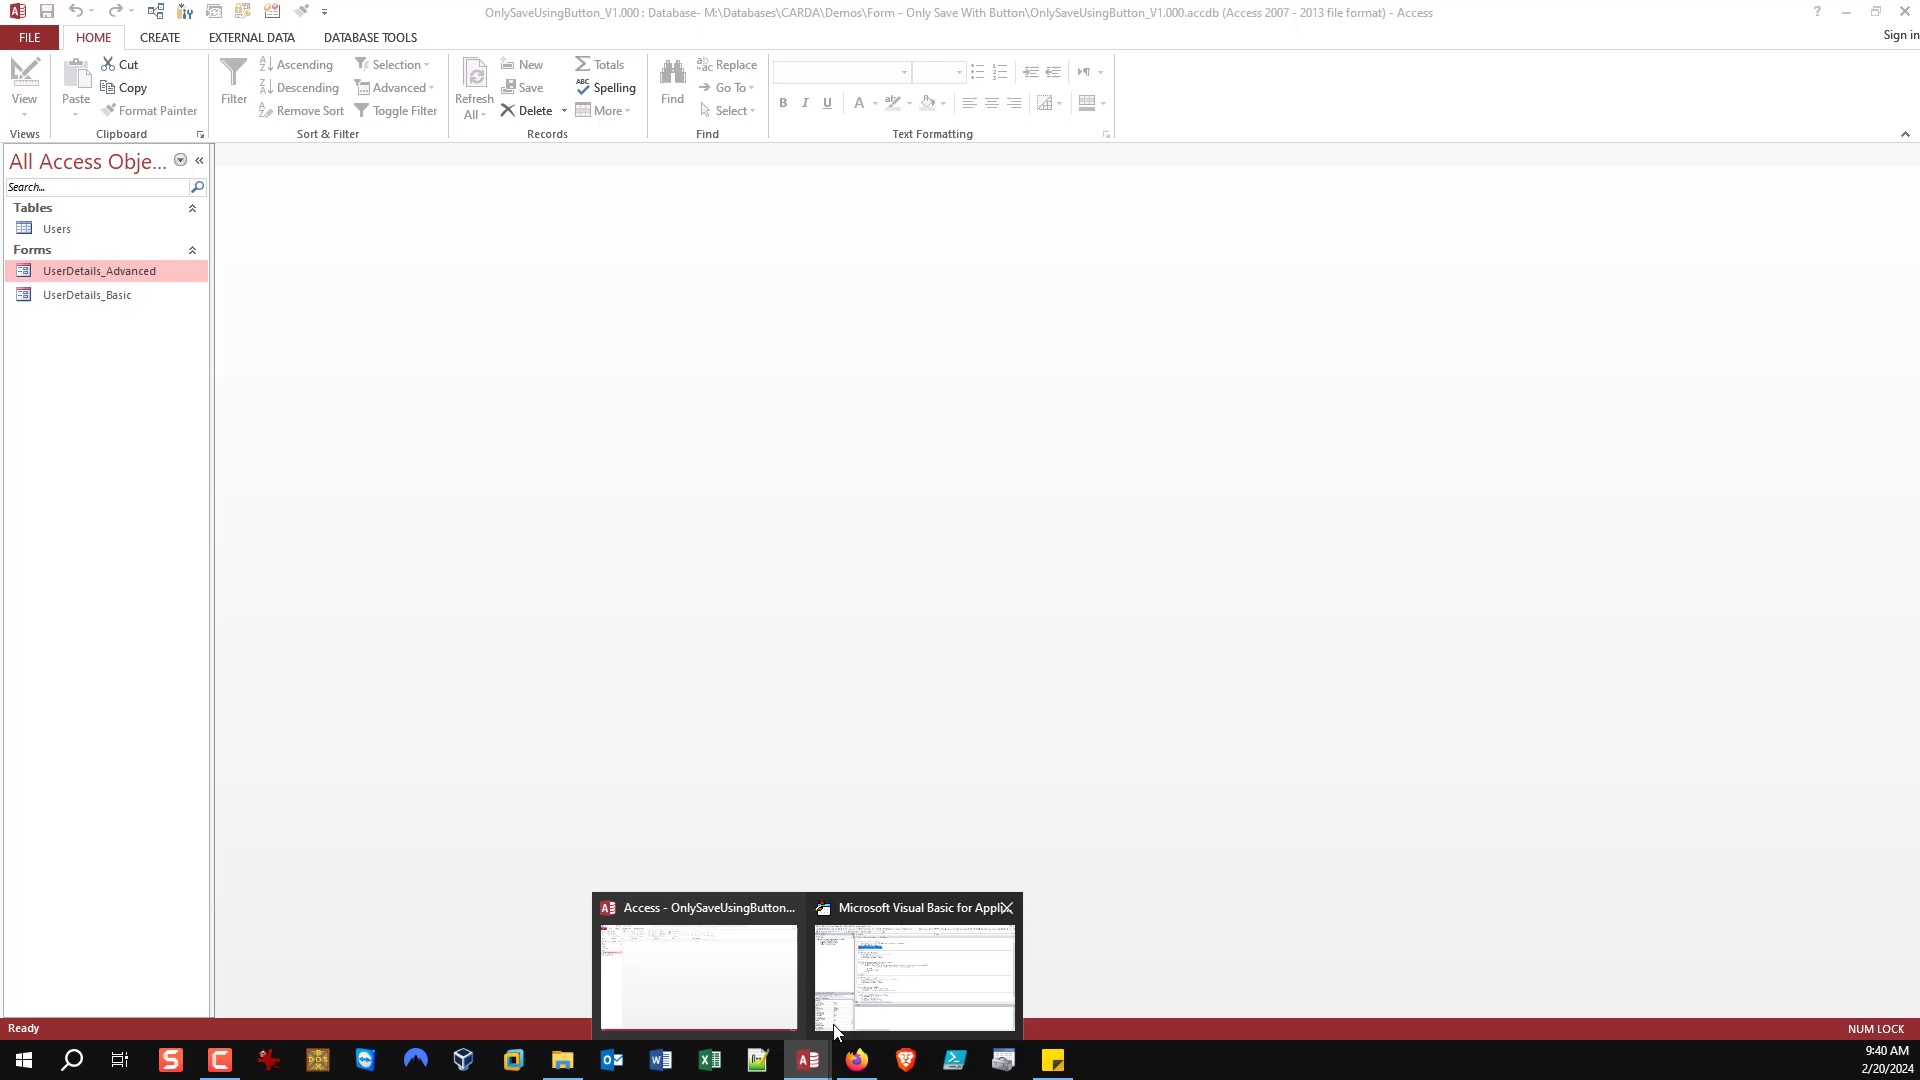 OnlySaveUsingButton_V1.000 : Database- M:\Databases\CARDA\Demos\Form - Only Save With Button\OnlySaveUsingButton_V1.000.accdb (Access 2007 - 2013 file format) - Access
FILE HOME CREATE EXTERNAL DATA DATABASE TOOLS Sign in
View
Views
Paste
Cut
Copy
Format Painter
Clipboard
Filter
Ascending
Descending
Remove Sort
Selection
Advanced
Toggle Filter
Sort & Filter
Refresh
All
New
Save
Delete
Totals
Spelling
More
Records
Find
Replace
Go To
Select
Find
B I U A
Text Formatting
All Access Obje...
Search...
Tables
Users
Forms
UserDetails_Advanced
UserDetails_Basic
Access - OnlySaveUsingButton...
Microsoft Visual Basic for Appli
Ready
NUM LOCK
9:40 AM
2/20/2024